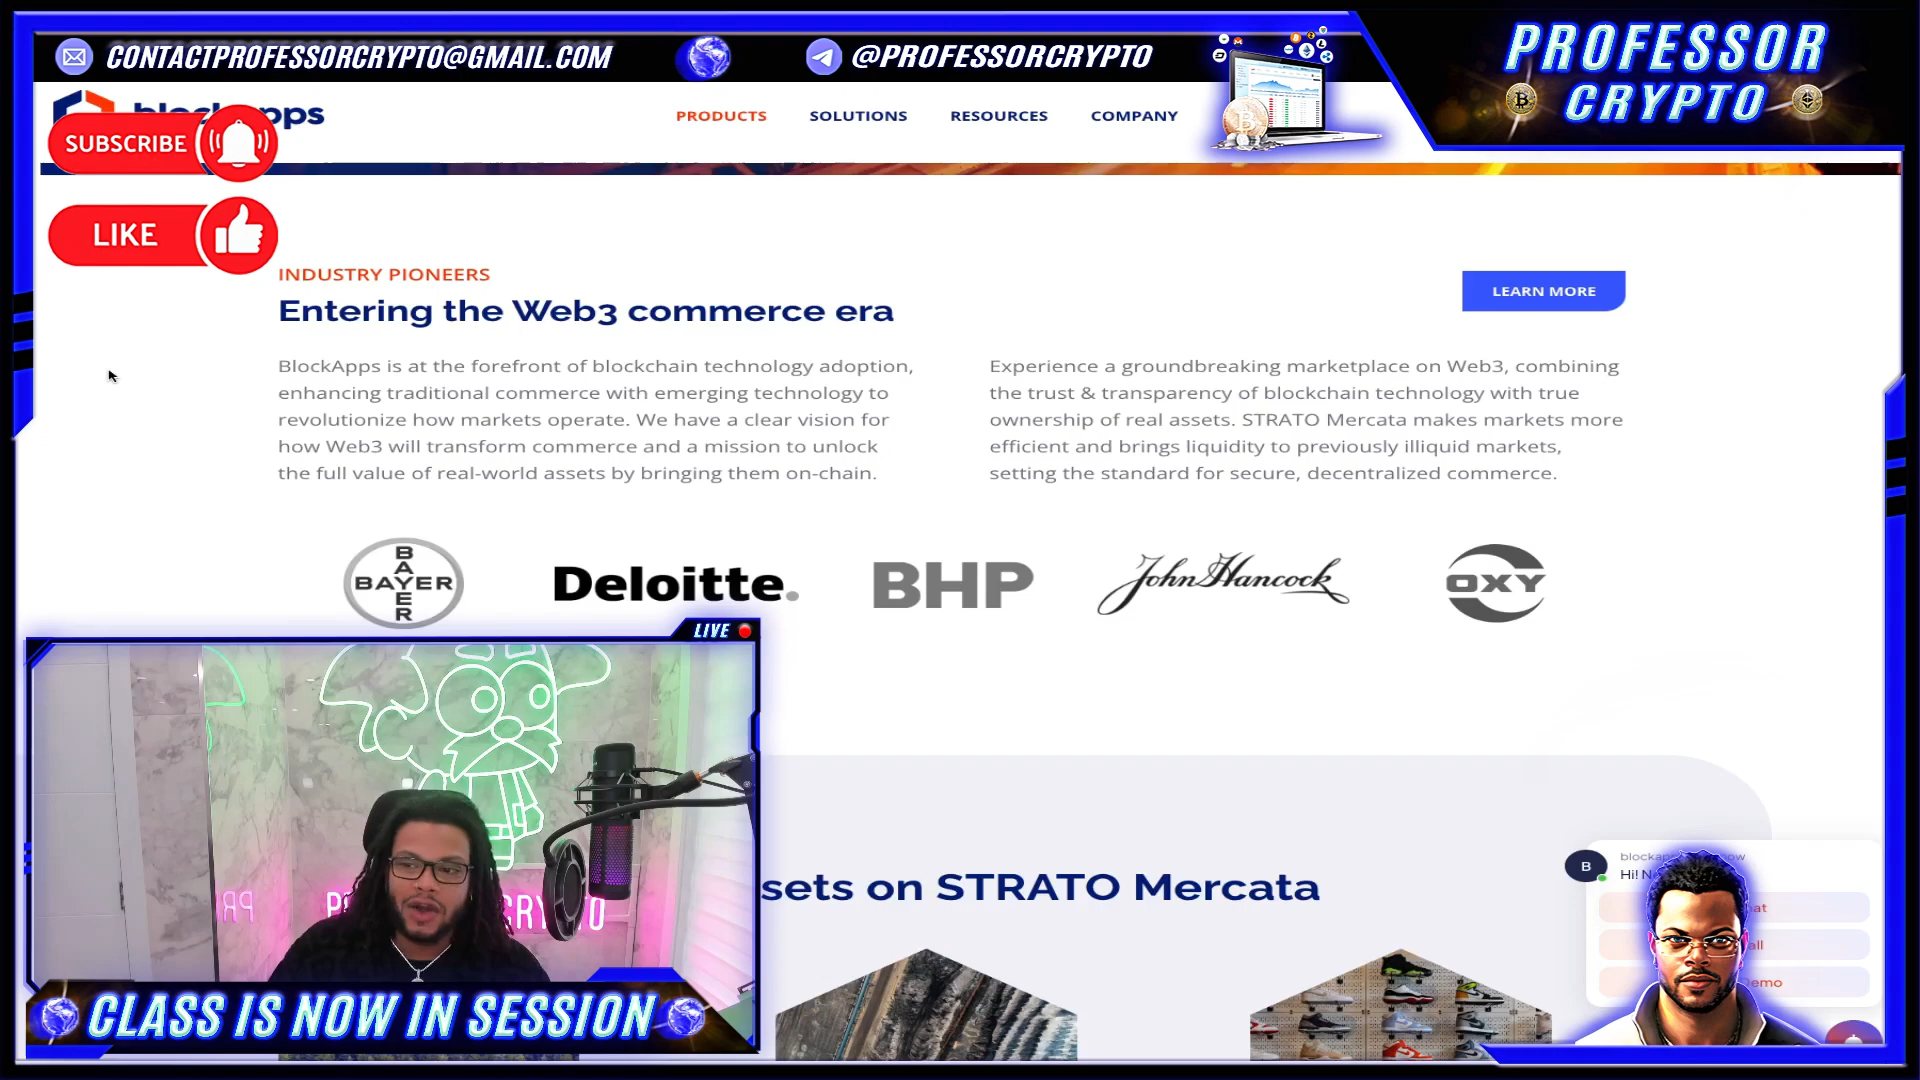 CONTACTPROFESSORCRYPTO@GMAIL.COM
@PROFESSORCRYPTO
PROFESSOR
CRYPTO
PRODUCTS
SOLUTIONS
RESOURCES
COMPANY
SUBSCRIBE
LIKE
INDUSTRY PIONEERS
Entering the Web3 commerce era
LEARN MORE
BlockApps is at the forefront of blockchain technology adoption,
enhancing traditional commerce with emerging technology to
revolutionize how markets operate. We have a clear vision for
how Web3 will transform commerce and a mission to unlock
the full value of real-world assets by bringing them on-chain.
Experience a groundbreaking marketplace on Web3, combining
the trust & transparency of blockchain technology with true
ownership of real assets. STRATO Mercata makes markets more
efficient and brings liquidity to previously illiquid markets,
setting the standard for secure, decentralized commerce.
BAYER
BAYER
Deloitte.
BHP
John Hancock
OXY
LIVE
sets on STRATO Mercata
B
Hi!
CLASS IS NOW IN SESSION